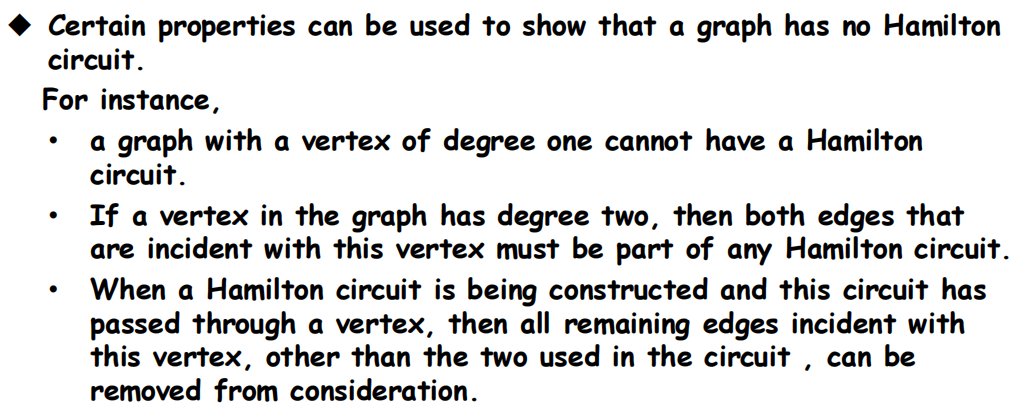 ◆ Certain properties can be used to show that a graph has no Hamilton
circuit.
For instance,
• a graph with a vertex of degree one cannot have a Hamilton
circuit.
• If a vertex in the graph has degree two, then both edges that
are incident with this vertex must be part of any Hamilton circuit.
• When a Hamilton circuit is being constructed and this circuit has
passed through a vertex, then all remaining edges incident with
this vertex, other than the two used in the circuit , can be
removed from consideration.